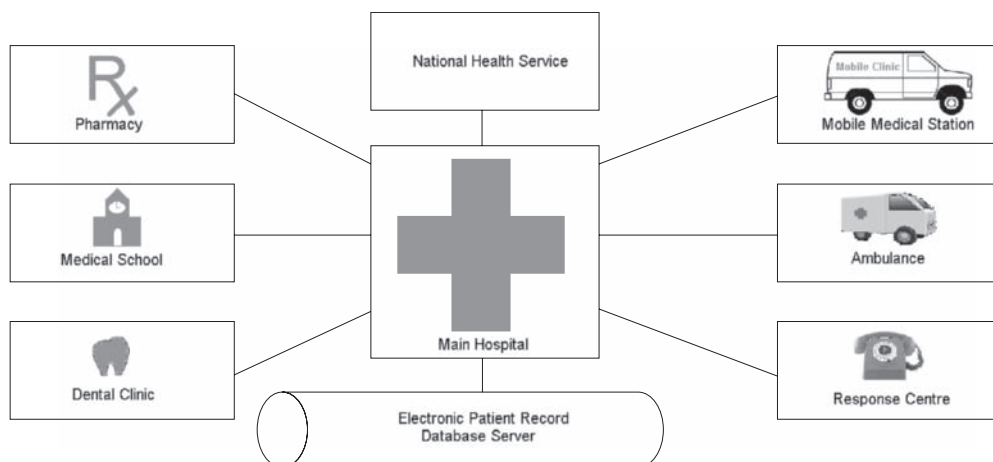 National Health Service
Rx
Pharmacy
Mobile Clinic
Mobile Medical Station
Medical School
Main Hospital
Ambulance
Dental Clinic
Response Centre
Electronic Patient Record
Database Server